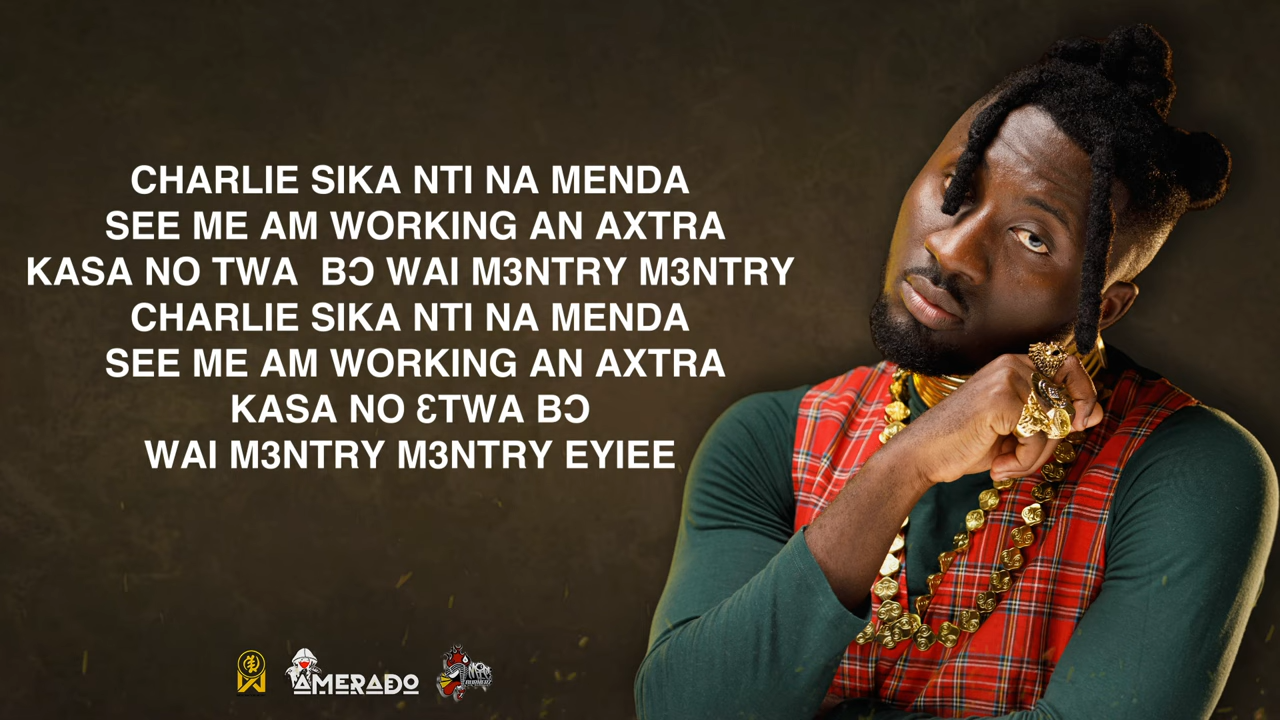 CHARLIE SIKA NTI NA MENDA
SEE ME AM WORKING AN AXTRA
KASA NO TWA  BƆ WAI M3NTRY M3NTRY
CHARLIE SIKA NTI NA MENDA
SEE ME AM WORKING AN AXTRA
KASA NO ƐTWA BƆ
WAI M3NTRY M3NTRY EYIEE
AMERADO